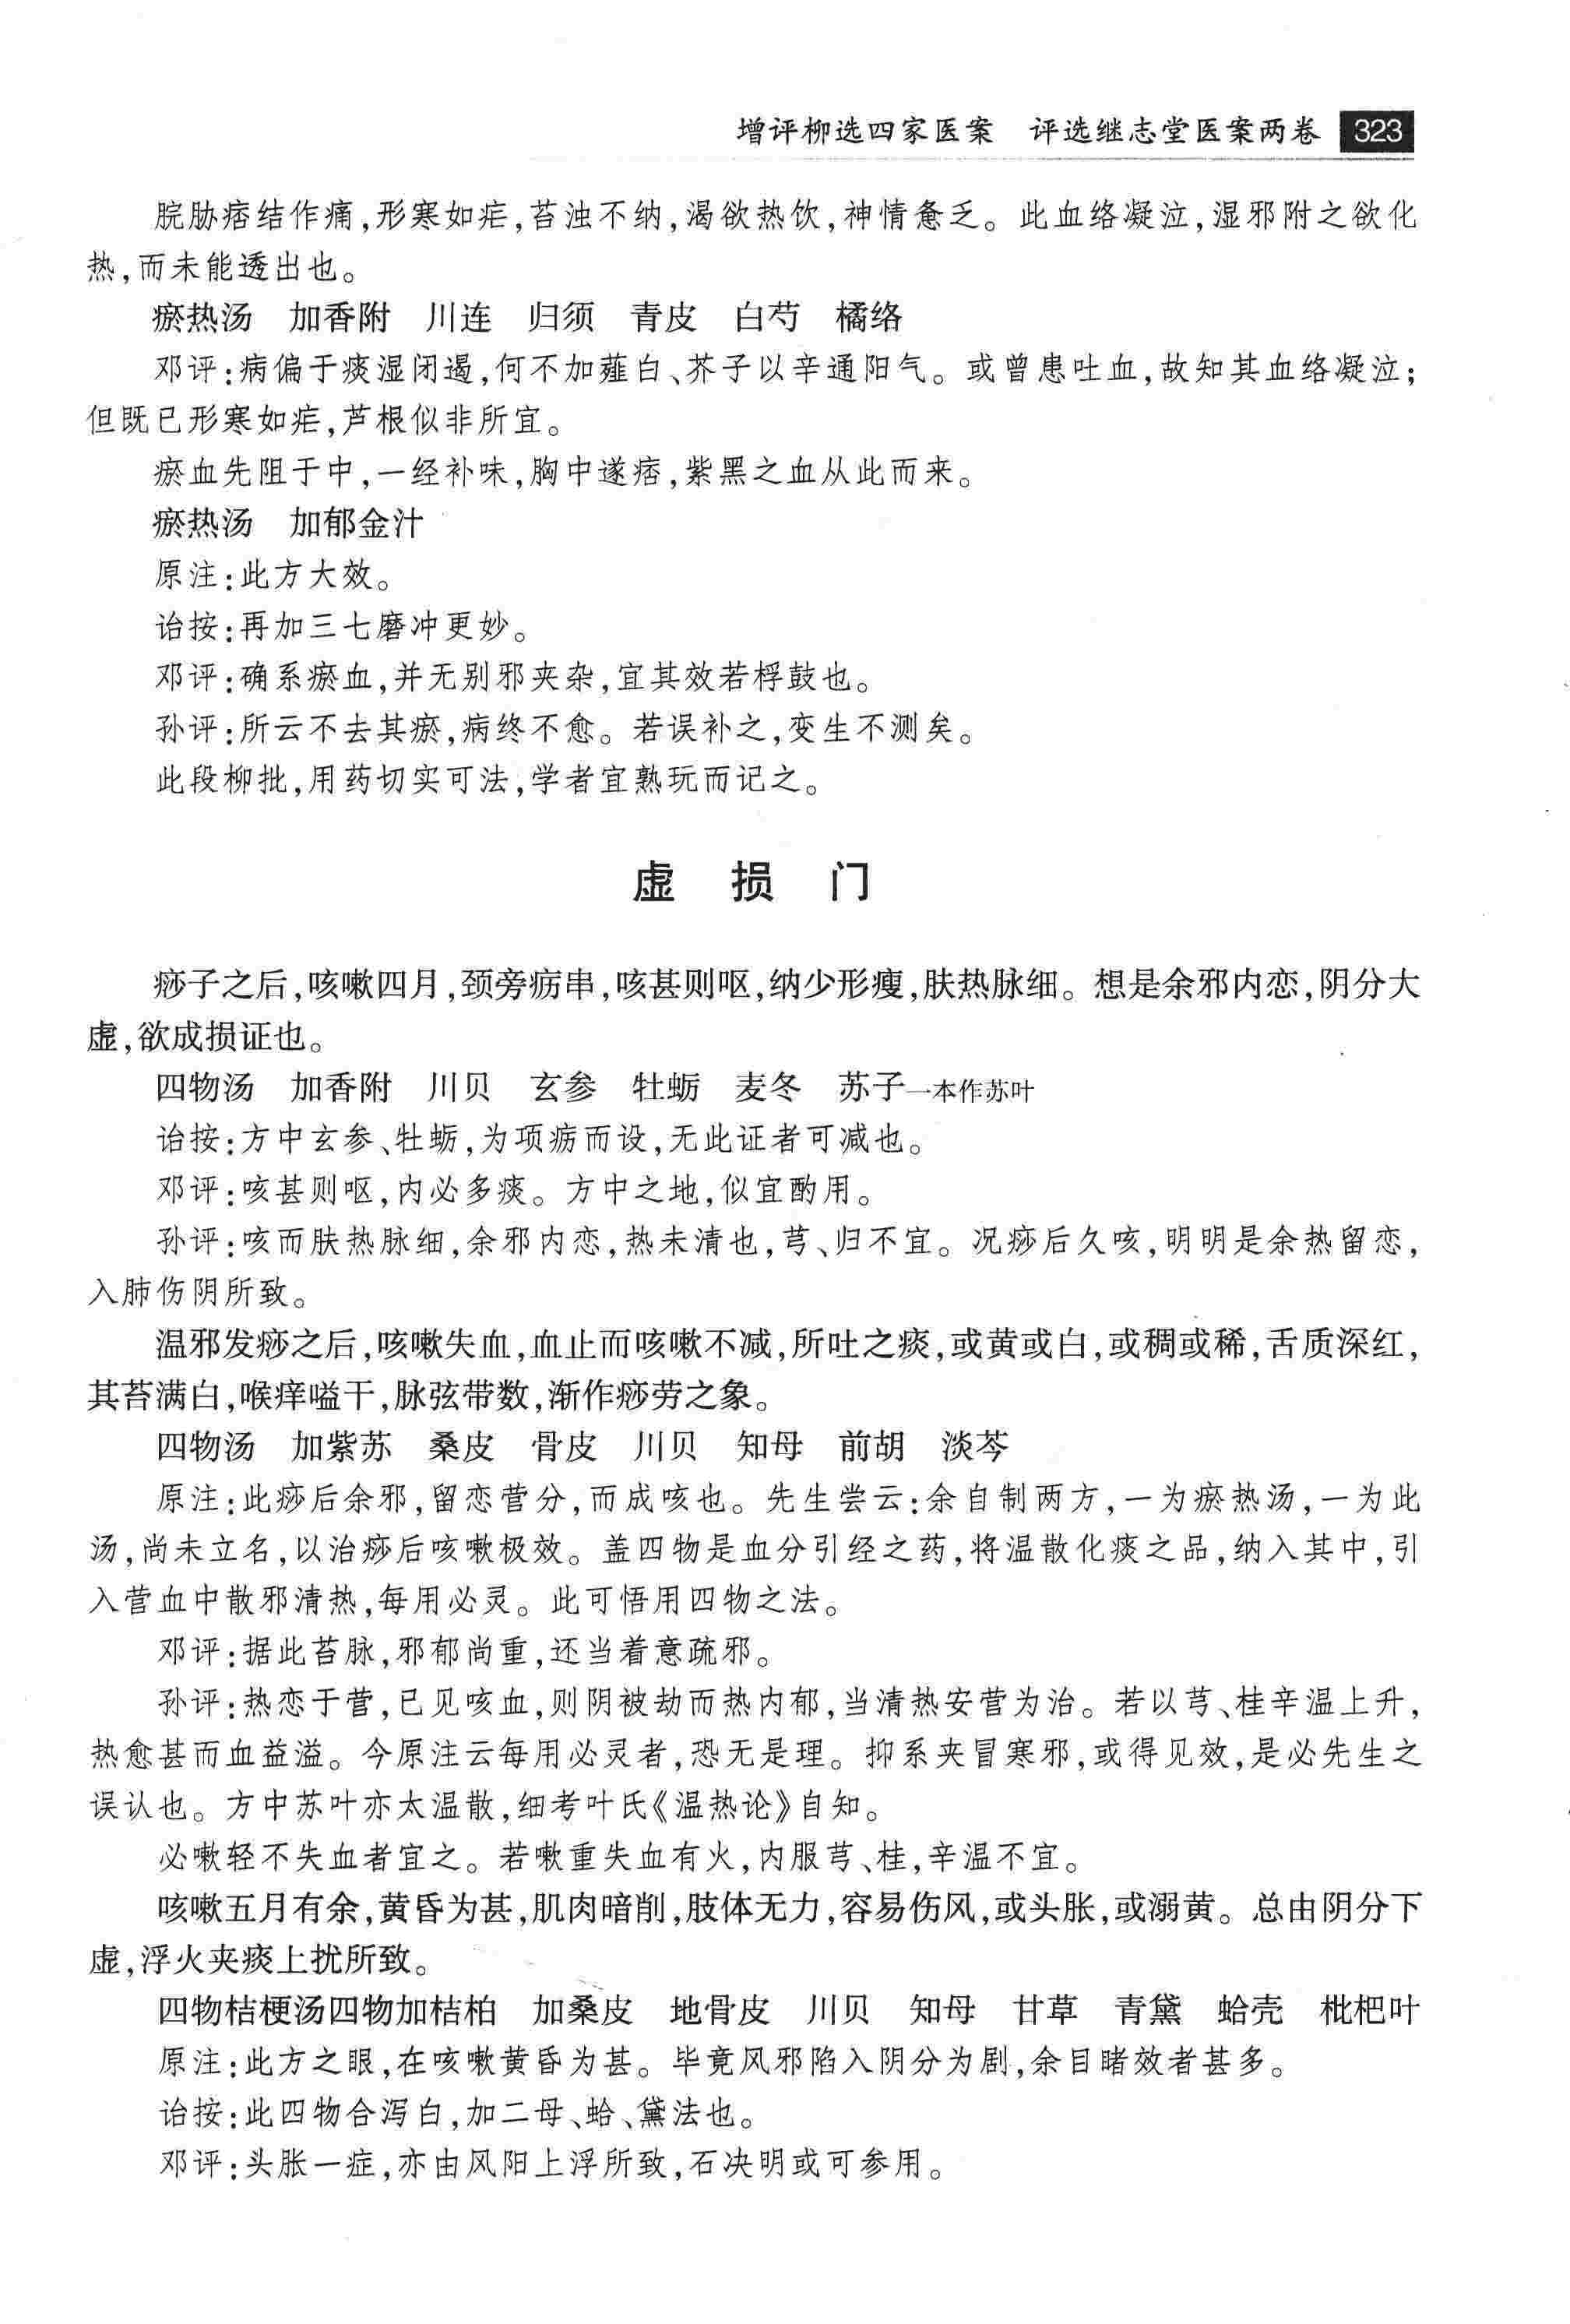 增评柳选四家医案　评选继志堂医案两卷　323
脘胁痞结作痛,形寒如疟,苔浊不纳,渴欲热饮,神情惫乏。此血络凝泣,湿邪附之欲化
热,而未能透出也。
瘀热汤　加香附　川连　归须　青皮　白芍　橘络
邓评:病偏于痰湿闭遏,何不加薤白、芥子以辛通阳气。或曾患吐血,故知其血络凝泣;
但既已形寒如疟,芦根似非所宜。
瘀血先阻于中,一经补味,胸中遂痞,紫黑之血从此而来。
瘀热汤　加郁金汁
原注:此方大效。
诒按:再加三七磨冲更妙。
邓评:确系瘀血,并无别邪夹杂,宜其效若桴鼓也。
孙评:所云不去其瘀,病终不愈。若误补之,变生不测矣。
此段柳批,用药切实可法,学者宜熟玩而记之。
虚　损　门
痧子之后,咳嗽四月,颈旁疬串,咳甚则呕,纳少形瘦,肤热脉细。想是余邪内恋,阴分大
虚,欲成损证也。
四物汤　加香附　川贝　玄参　牡蛎　麦冬　苏子一本作苏叶
诒按:方中玄参、牡蛎,为项疬而设,无此证者可减也。
邓评:咳甚则呕,内必多痰。方中之地,似宜酌用。
孙评:咳而肤热脉细,余邪内恋,热未清也,芎、归不宜。况痧后久咳,明明是余热留恋,
入肺伤阴所致。
温邪发痧之后,咳嗽失血,血止而咳嗽不减,所吐之痰,或黄或白,或稠或稀,舌质深红,
其苔满白,喉痒嗌干,脉弦带数,渐作痧劳之象。
四物汤　加紫苏　桑皮　骨皮　川贝　知母　前胡　淡芩
原注:此痧后余邪,留恋营分,而成咳也。先生尝云:余自制两方,一为瘀热汤,一为此
汤,尚未立名,以治痧后咳嗽极效。盖四物是血分引经之药,将温散化痰之品,纳入其中,引
入营血中散邪清热,每用必灵。此可悟用四物之法。
邓评:据此苔脉,邪郁尚重,还当着意疏邪。
孙评:热恋于营,已见咳血,则阴被劫而热内郁,当清热安营为治。若以芎、桂辛温上升,
热愈甚而血益溢。今原注云每用必灵者,恐无是理。抑系夹冒寒邪,或得见效,是必先生之
误认也。方中苏叶亦太温散,细考叶氏《温热论》自知。
必嗽轻不失血者宜之。若嗽重失血有火,内服芎、桂,辛温不宜。
咳嗽五月有余,黄昏为甚,肌肉暗削,肢体无力,容易伤风,或头胀,或溺黄。总由阴分下
虚,浮火夹痰上扰所致。
四物桔梗汤四物加桔柏　加桑皮　地骨皮　川贝　知母　甘草　青黛　蛤壳　枇杷叶
原注:此方之眼,在咳嗽黄昏为甚。毕竟风邪陷入阴分为剧,余目睹效者甚多。
诒按:此四物合泻白,加二母、蛤、黛法也。
邓评:头胀一症,亦由风阳上浮所致,石决明或可参用。